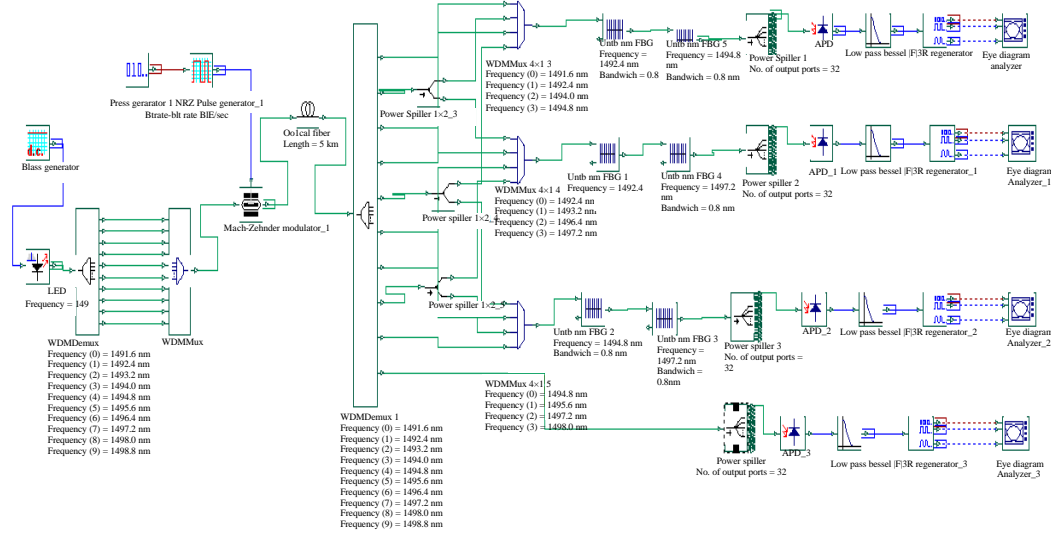 Press gerarator 1 NRZ Pulse generator_1
Btrate-blt rate BlE/sec
Blass generator
d.c.
LED
Frequency = 149
WDMDemux
Frequency (0) = 1491.6 nm
Frequency (1) = 1492.4 nm
Frequency (2) = 1493.2 nm
Frequency (3) = 1494.0 nm
Frequency (4) = 1494.8 nm
Frequency (5) = 1495.6 nm
Frequency (6) = 1496.4 nm
Frequency (7) = 1497.2 nm
Frequency (8) = 1498.0 nm
Frequency (9) = 1498.8 nm
WDMMux
Mach-Zehnder modulator_1
Oo1cal fiber
Length = 5 km
WDMDemux 1
Frequency (0) = 1491.6 nm
Frequency (1) = 1492.4 nm
Frequency (2) = 1493.2 nm
Frequency (3) = 1494.0 nm
Frequency (4) = 1494.8 nm
Frequency (5) = 1495.6 nm
Frequency (6) = 1496.4 nm
Frequency (7) = 1497.2 nm
Frequency (8) = 1498.0 nm
Frequency (9) = 1498.8 nm
Power Spiller 1×2_3
Power spiller 1×2_
Power spiller 1×2_
WDMMux 4×1 3
Frequency (0) = 1491.6 nm
Frequency (1) = 1492.4 nm
Frequency (2) = 1494.0 nm
Frequency (3) = 1494.8 nm
WDMMux 4×1 4
Frequency (0) = 1492.4 nm
Frequency (1) = 1493.2 nm
Frequency (2) = 1496.4 nm
Frequency (3) = 1497.2 nm
WDMMux 4×1 5
Frequency (0) = 1494.8 nm
Frequency (1) = 1495.6 nm
Frequency (2) = 1497.2 nm
Frequency (3) = 1498.0 nm
Untb nm FBG
Frequency =
1492.4 nm
Bandwich = 0.8
Untb nm FBG 5
Frequency = 1494.8
nm
Bandwich = 0.8 nm
Power Spiller 1
No. of output ports = 32
APD
Low pass bessel |F|3R regenerator
Eye diagram
analyzer
Untb nm FBG 1
Frequency = 1492.4
Untb nm FBG 4
Frequency = 1497.2
nm
Bandwich = 0.8 nm
Power spiller 2
No. of output ports = 32
APD_1
Low pass bessel |F|3R regenerator_1
Eye diagram
Analyzer_1
Untb nm FBG 2
Frequency = 1494.8 nm
Bandwich = 0.8 nm
Untb nm FBG 3
Frequency =
1497.2 nm
Bandwich =
0.8nm
Power spiller 3
No. of output ports =
32
APD_2
Low pass bessel |F|3R regenerator_2
Eye diagram
Analyzer_2
Power spiller
No. of output ports = 32
APD_3
Low pass bessel |F|3R regenerator_3
Eye diagram
Analyzer_3